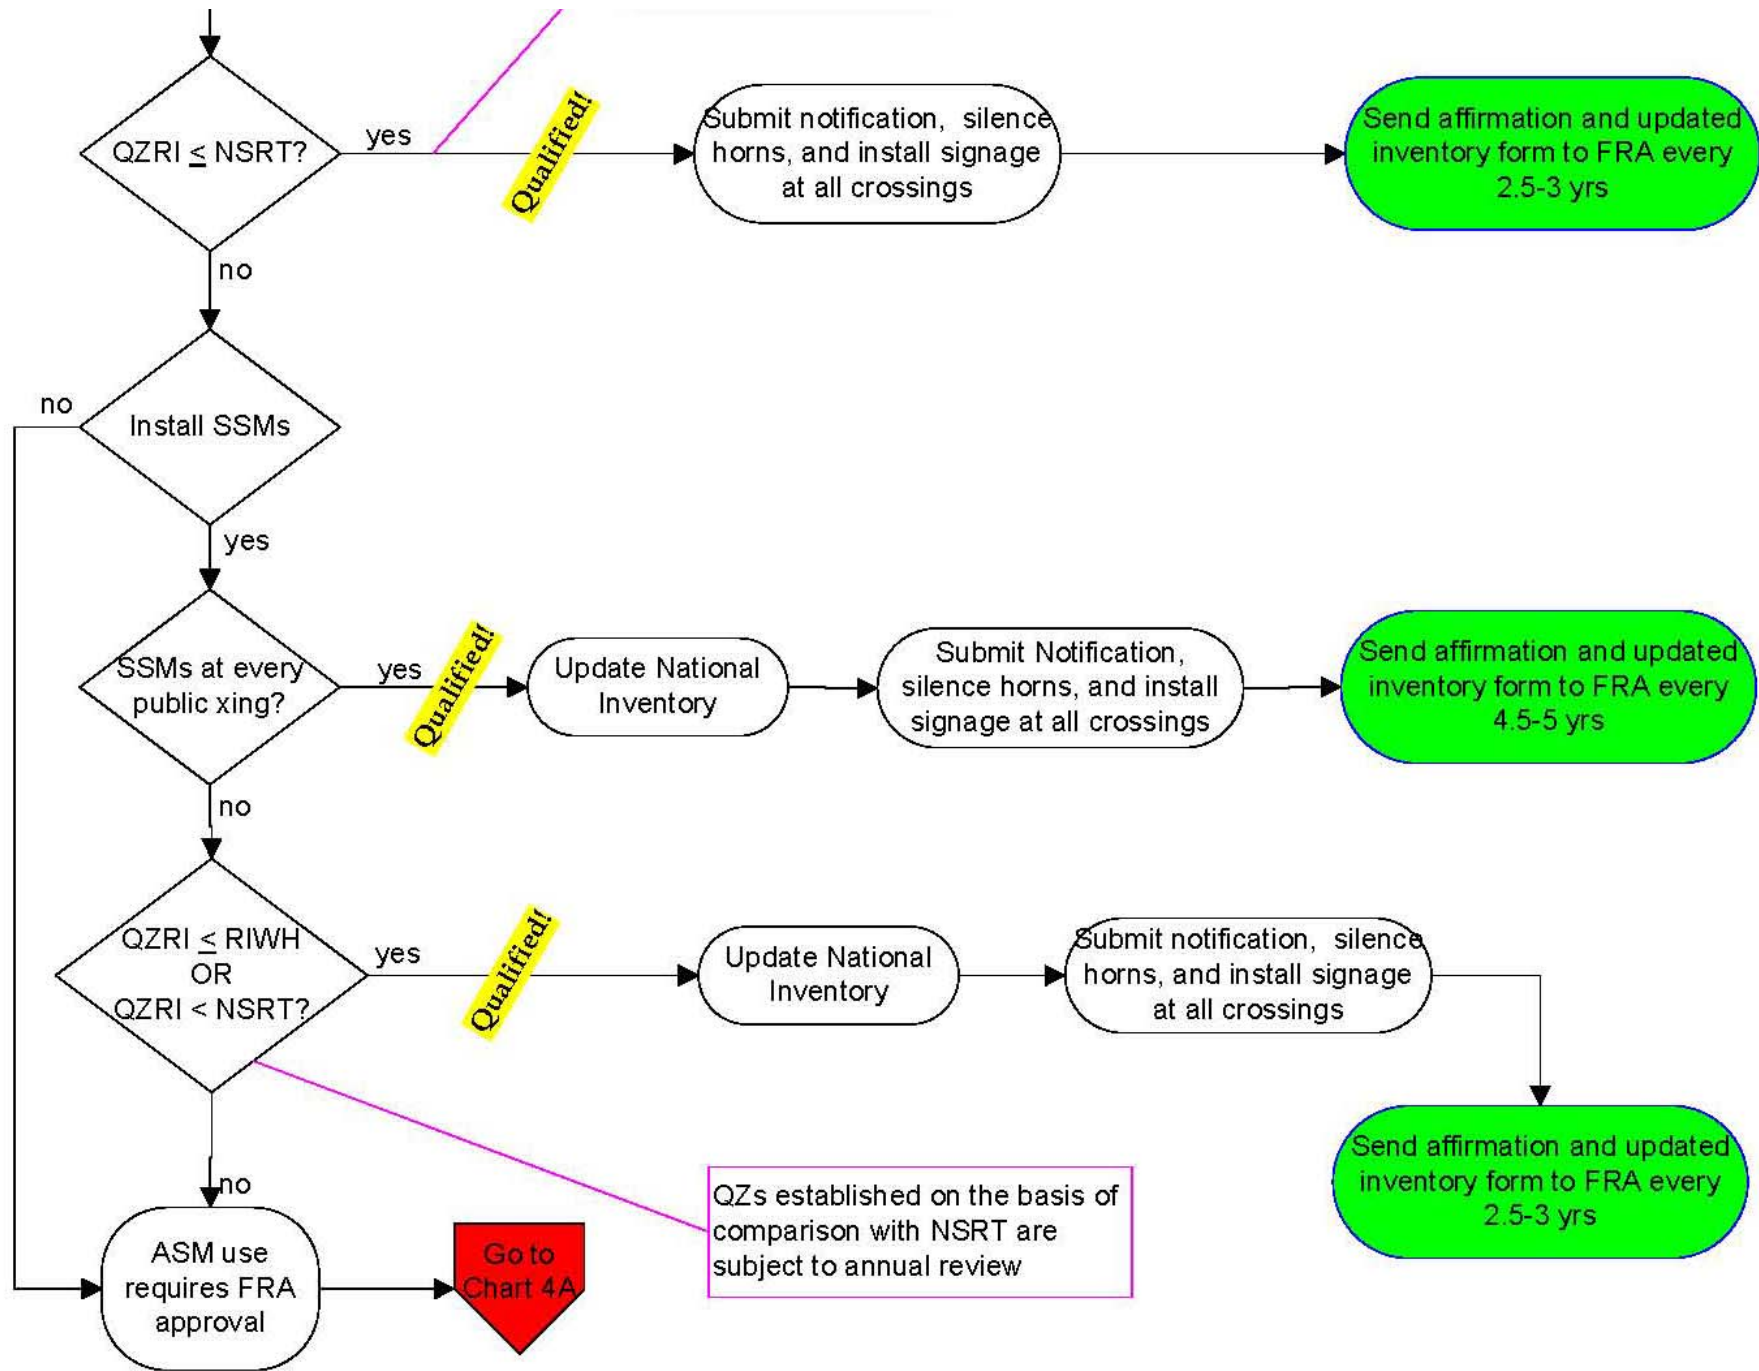 QZRI ≤ NSRT?
yes
Qualified!
Submit notification, silence
horns, and install signage
at all crossings
Send affirmation and updated
inventory form to FRA every
2.5-3 yrs
no
Install SSMs
no
yes
SSMs at every
public xing?
yes
Qualified!
Update National
Inventory
Submit Notification,
silence horns, and install
signage at all crossings
Send affirmation and updated
inventory form to FRA every
4.5-5 yrs
no
QZRI ≤ RIWH
OR
QZRI < NSRT?
yes
Qualified!
Update National
Inventory
Submit notification, silence
horns, and install signage
at all crossings
Send affirmation and updated
inventory form to FRA every
2.5-3 yrs
no
QZs established on the basis of
comparison with NSRT are
subject to annual review
ASM use
requires FRA
approval
Go to
Chart 4A